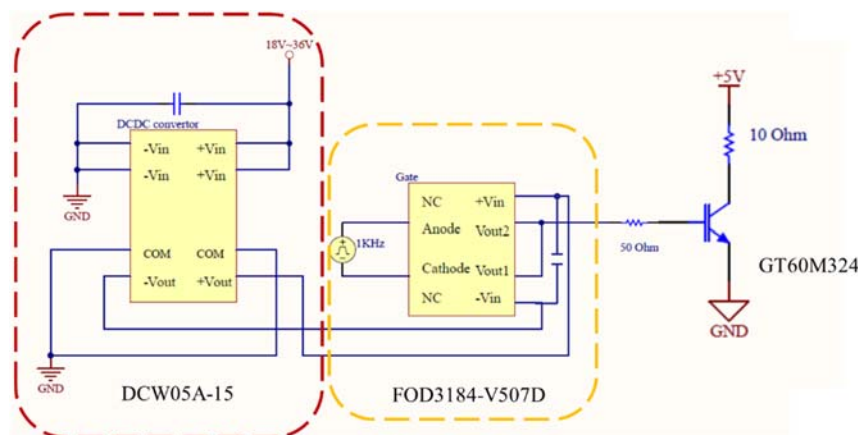 18V~36V
DCDC convertor
-Vin +Vin
-Vin +Vin
GND
COM COM
-Vout +Vout
GND
DCW05A-15
Gate
NC +Vin
Anode Vout2
1KHz
Cathode Vout1
NC -Vin
FOD3184-V507D
50 Ohm
+5V
10 Ohm
GT60M324
GND